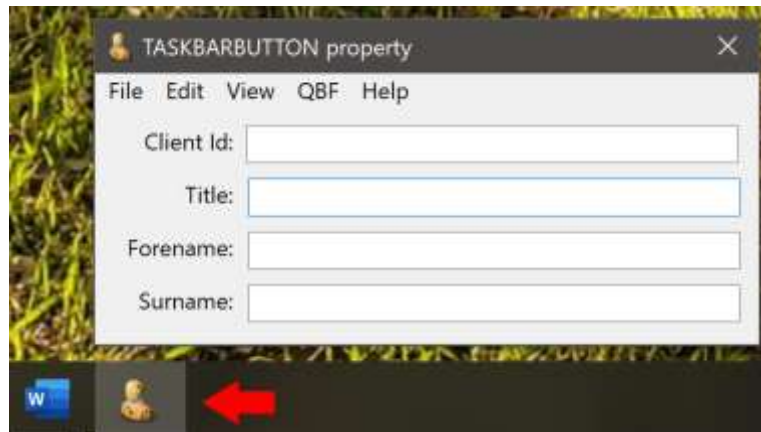 TASKBARBUTTON property
File Edit View QBF Help
Client Id:
Title:
Forename:
Surname:
W